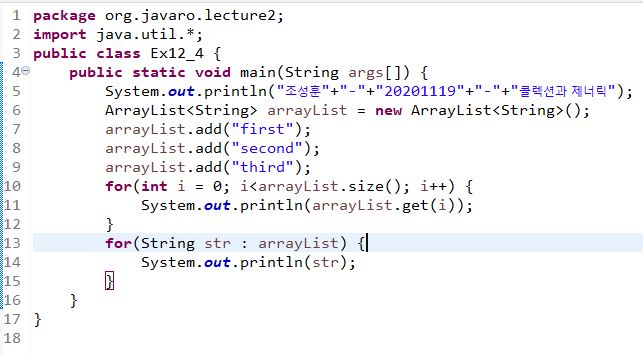 1 package org.javaro.lecture2;
2 import java.util.*;
3 public class Ex12_4 {
4 public static void main(String args[]) {
5 System.out.println("조성훈"+"-"+"20201119"+"-"+"콜렉션과 제너릭");
6 ArrayList<String> arrayList = new ArrayList<String>();
7 arrayList.add("first");
8 arrayList.add("second");
9 arrayList.add("third");
10 for(int i = 0; i<arrayList.size(); i++) {
11 System.out.println(arrayList.get(i));
12 }
13 for(String str : arrayList) {
14 System.out.println(str);
15 }
16 }
17 }
18